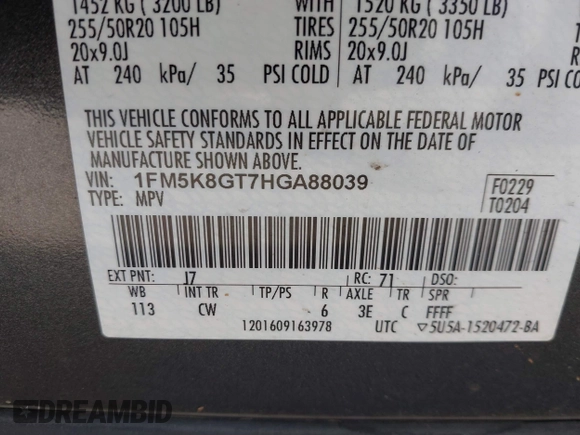 1452 KG ( 3200 LB) WITH 1520 KG ( 3350 LB)
255/50R20 105H TIRES 255/50R20 105H
20x9.0J RIMS 20x9.0J
AT 240 kPa/ 35 PSI COLD AT 240 kPa/ 35 PSI COLD
THIS VEHICLE CONFORMS TO ALL APPLICABLE FEDERAL MOTOR
VEHICLE SAFETY STANDARDS IN EFFECT ON THE DATE OF
MANUFACTURE SHOWN ABOVE.
VIN: 1FM5K8GT7HGA88039
TYPE: MPV
F0229
T0204
EXT PNT: J7 RC: 71 DSO:
WB INT TR TP/PS R AXLE TR SPR
113 CW 6 3E C FFFF
1201609163978 UTC ▽5U5A-1520472-BA
DREAMBID